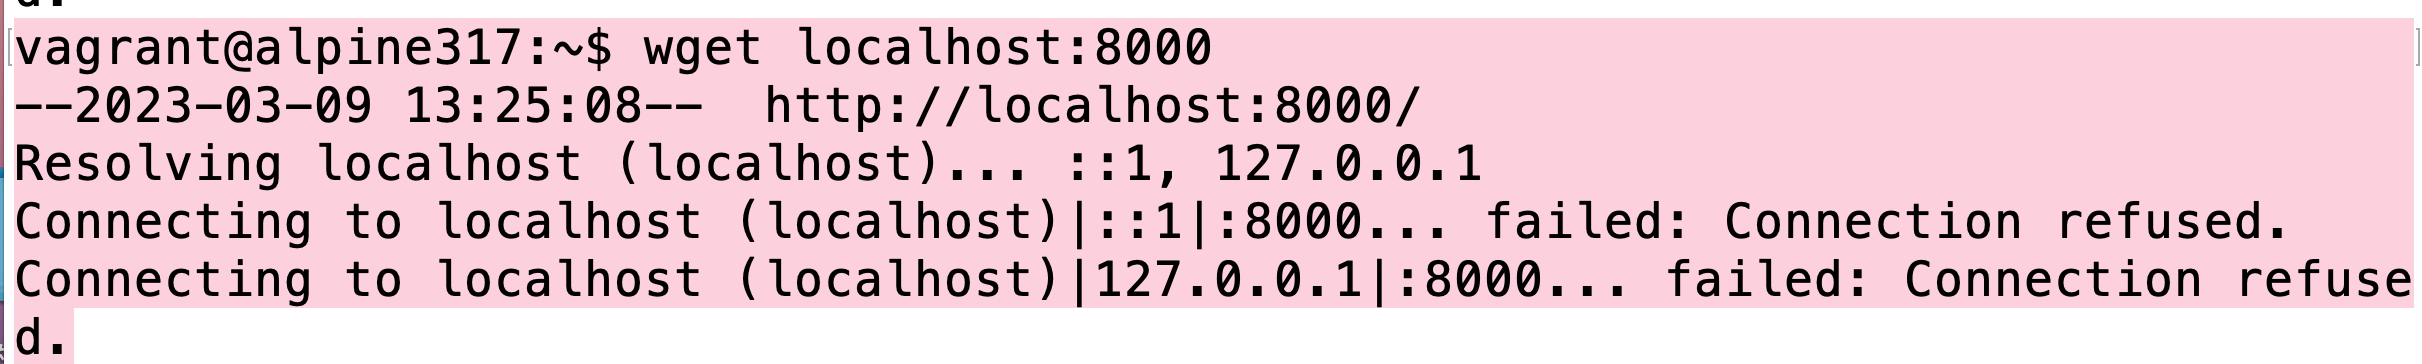 d.
vagrant@alpine317:~$ wget localhost:8000
--2023-03-09 13:25:08--  http://localhost:8000/
Resolving localhost (localhost)... ::1, 127.0.0.1
Connecting to localhost (localhost)|::1|:8000... failed: Connection refused.
Connecting to localhost (localhost)|127.0.0.1|:8000... failed: Connection refuse
d.